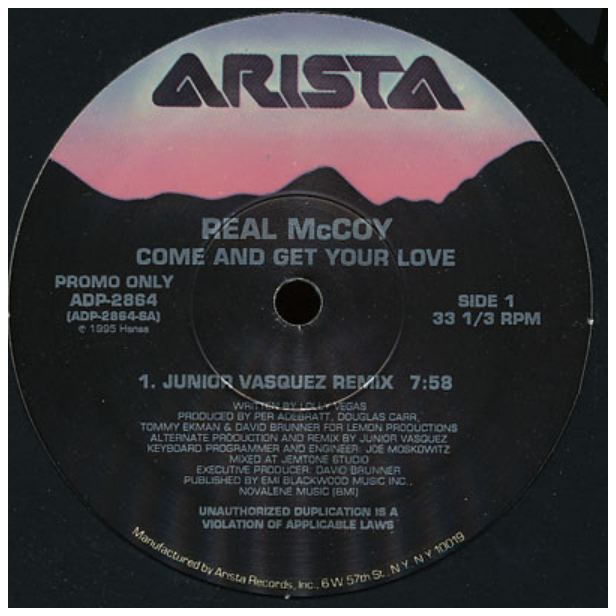 ARISTA
REAL McCOY
COME AND GET YOUR LOVE
PROMO ONLY
ADP-2864
(ADP-2864-SA)
℗ 1995 Hansa
SIDE 1
33 1/3 RPM
1. JUNIOR VASQUEZ REMIX 7:58
WRITTEN BY LOLLY VEGAS
PRODUCED BY PER ADEBRATT, DOUGLAS CARR,
TOMMY EKMAN & DAVID BRUNNER FOR LEMON PRODUCTIONS
ALTERNATE PRODUCTION AND REMIX BY JUNIOR VASQUEZ
KEYBOARD PROGRAMMER AND ENGINEER: JOE MOSKOWITZ
MIXED AT JEMTONE STUDIO
EXECUTIVE PRODUCER: DAVID BRUNNER
PUBLISHED BY EMI BLACKWOOD MUSIC INC.,
NOVALENE MUSIC (BMI)
UNAUTHORIZED DUPLICATION IS A
VIOLATION OF APPLICABLE LAWS
Manufactured by Arista Records, Inc., 6 W 57th St., N.Y. N.Y 10019